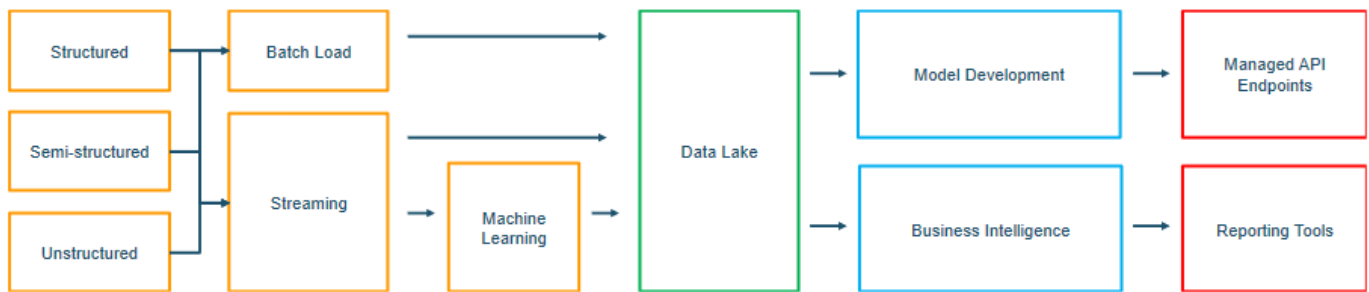 Structured
Batch Load
Semi-structured
Streaming
Unstructured
Machine
Learning
Data Lake
Model Development
Managed API
Endpoints
Business Intelligence
Reporting Tools